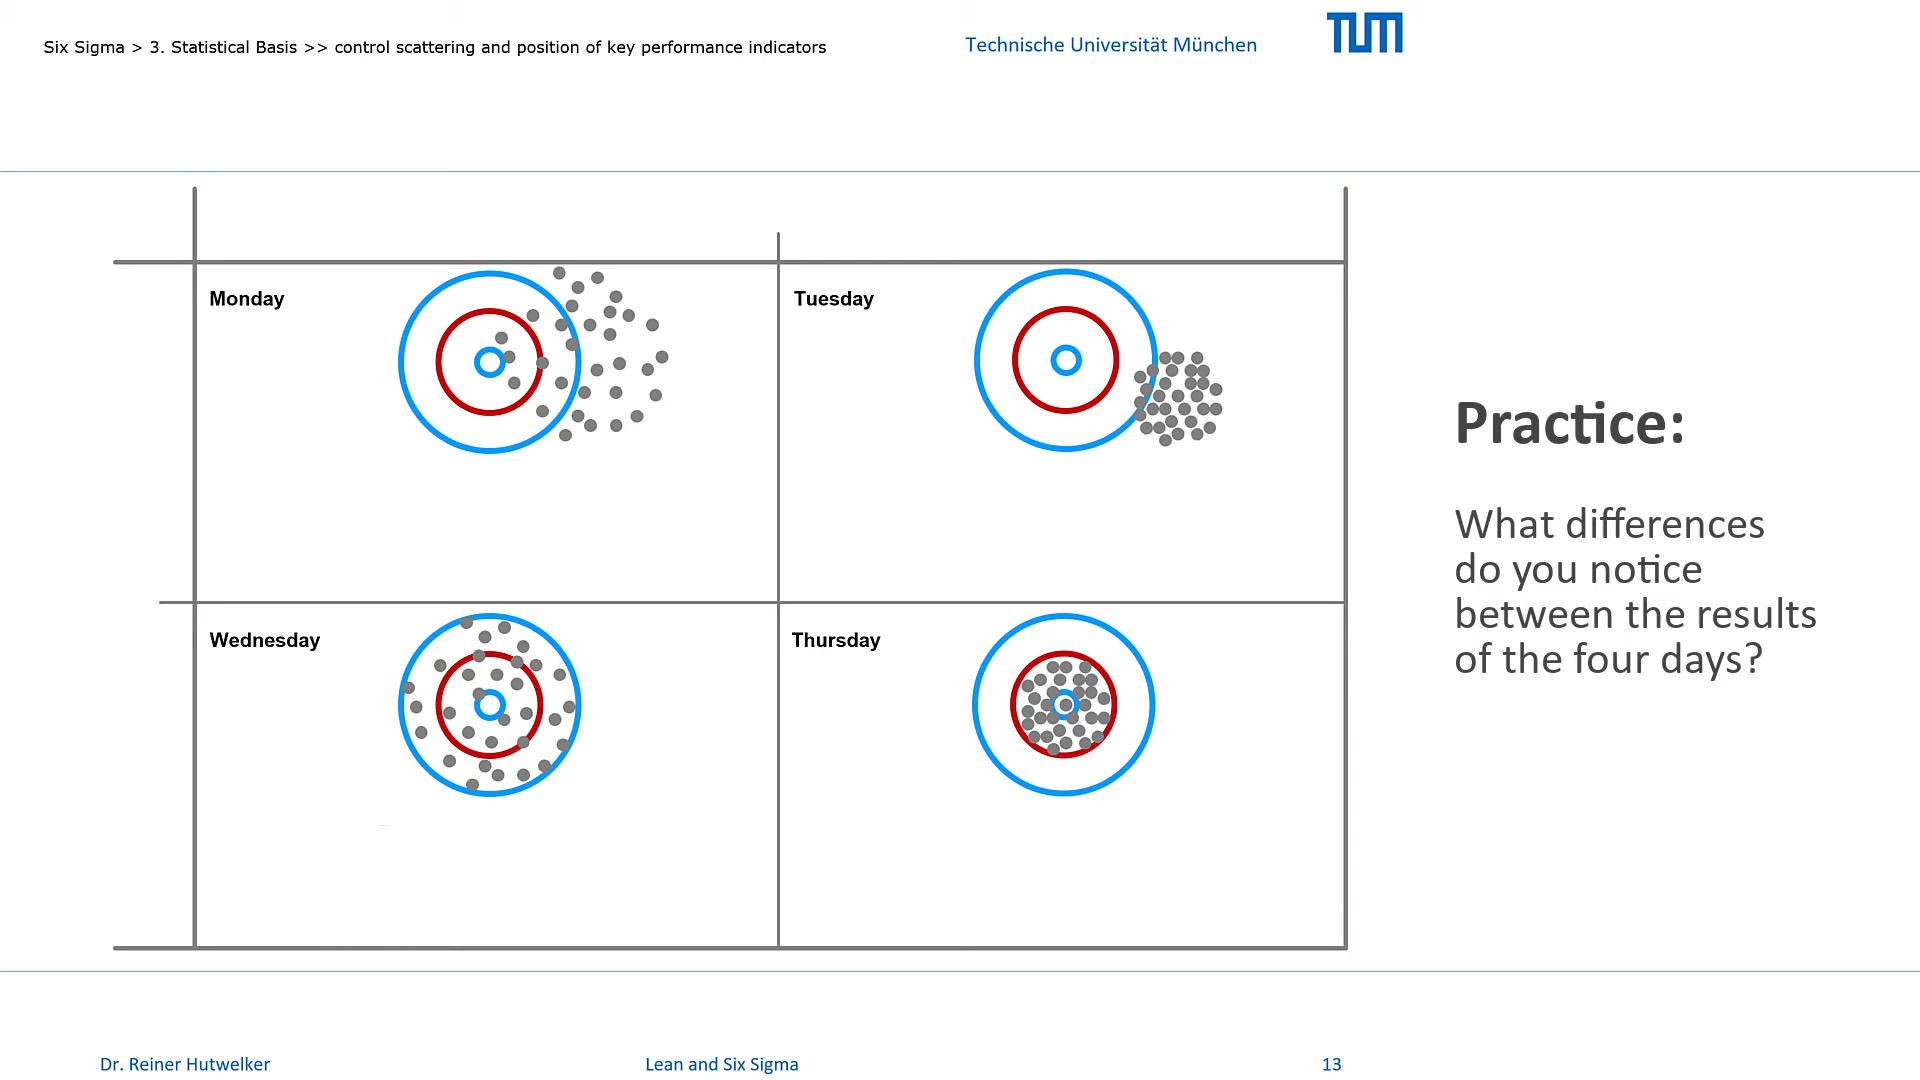 Six Sigma > 3. Statistical Basis >> control scattering and position of key performance indicators
Technische Universität München
TUM
Monday
Tuesday
Wednesday
Thursday
Practice:
What differences
do you notice
between the results
of the four days?
Dr. Reiner Hutwelker
Lean and Six Sigma
13